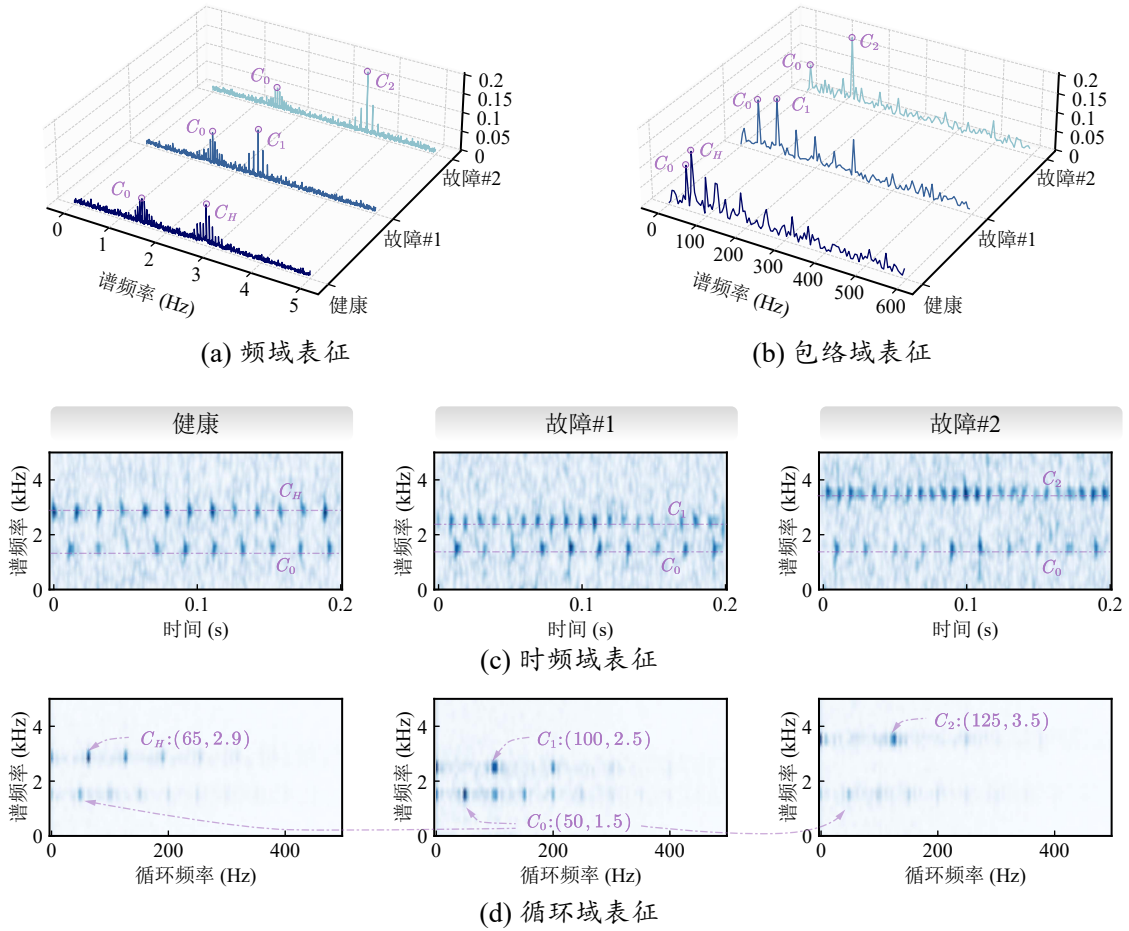 C₀
C₂
C₀
C₁
C₀
C_H
0.2
0.15
0.1
0.05
0
故障#2
故障#1
健康
0 1 2 3 4 5
谱频率 (Hz)
(a) 频域表征
C₀
C₂
C₀
C₁
C₀
C_H
0.2
0.15
0.1
0.05
0
故障#2
故障#1
健康
0 100 200 300 400 500 600
谱频率 (Hz)
(b) 包络域表征
健康
谱频率 (kHz)
4
2
0
C_H
C₀
0 0.1 0.2
时间 (s)
故障#1
谱频率 (kHz)
4
2
0
C₁
C₀
0 0.1 0.2
时间 (s)
故障#2
谱频率 (kHz)
4
2
0
C₂
C₀
0 0.1 0.2
时间 (s)
(c) 时频域表征
谱频率 (kHz)
4
2
0
C_H:(65, 2.9)
0 200 400
循环频率 (Hz)
谱频率 (kHz)
4
2
0
C₁:(100, 2.5)
C₀:(50, 1.5)
0 200 400
循环频率 (Hz)
谱频率 (kHz)
4
2
0
C₂:(125, 3.5)
0 200 400
循环频率 (Hz)
(d) 循环域表征